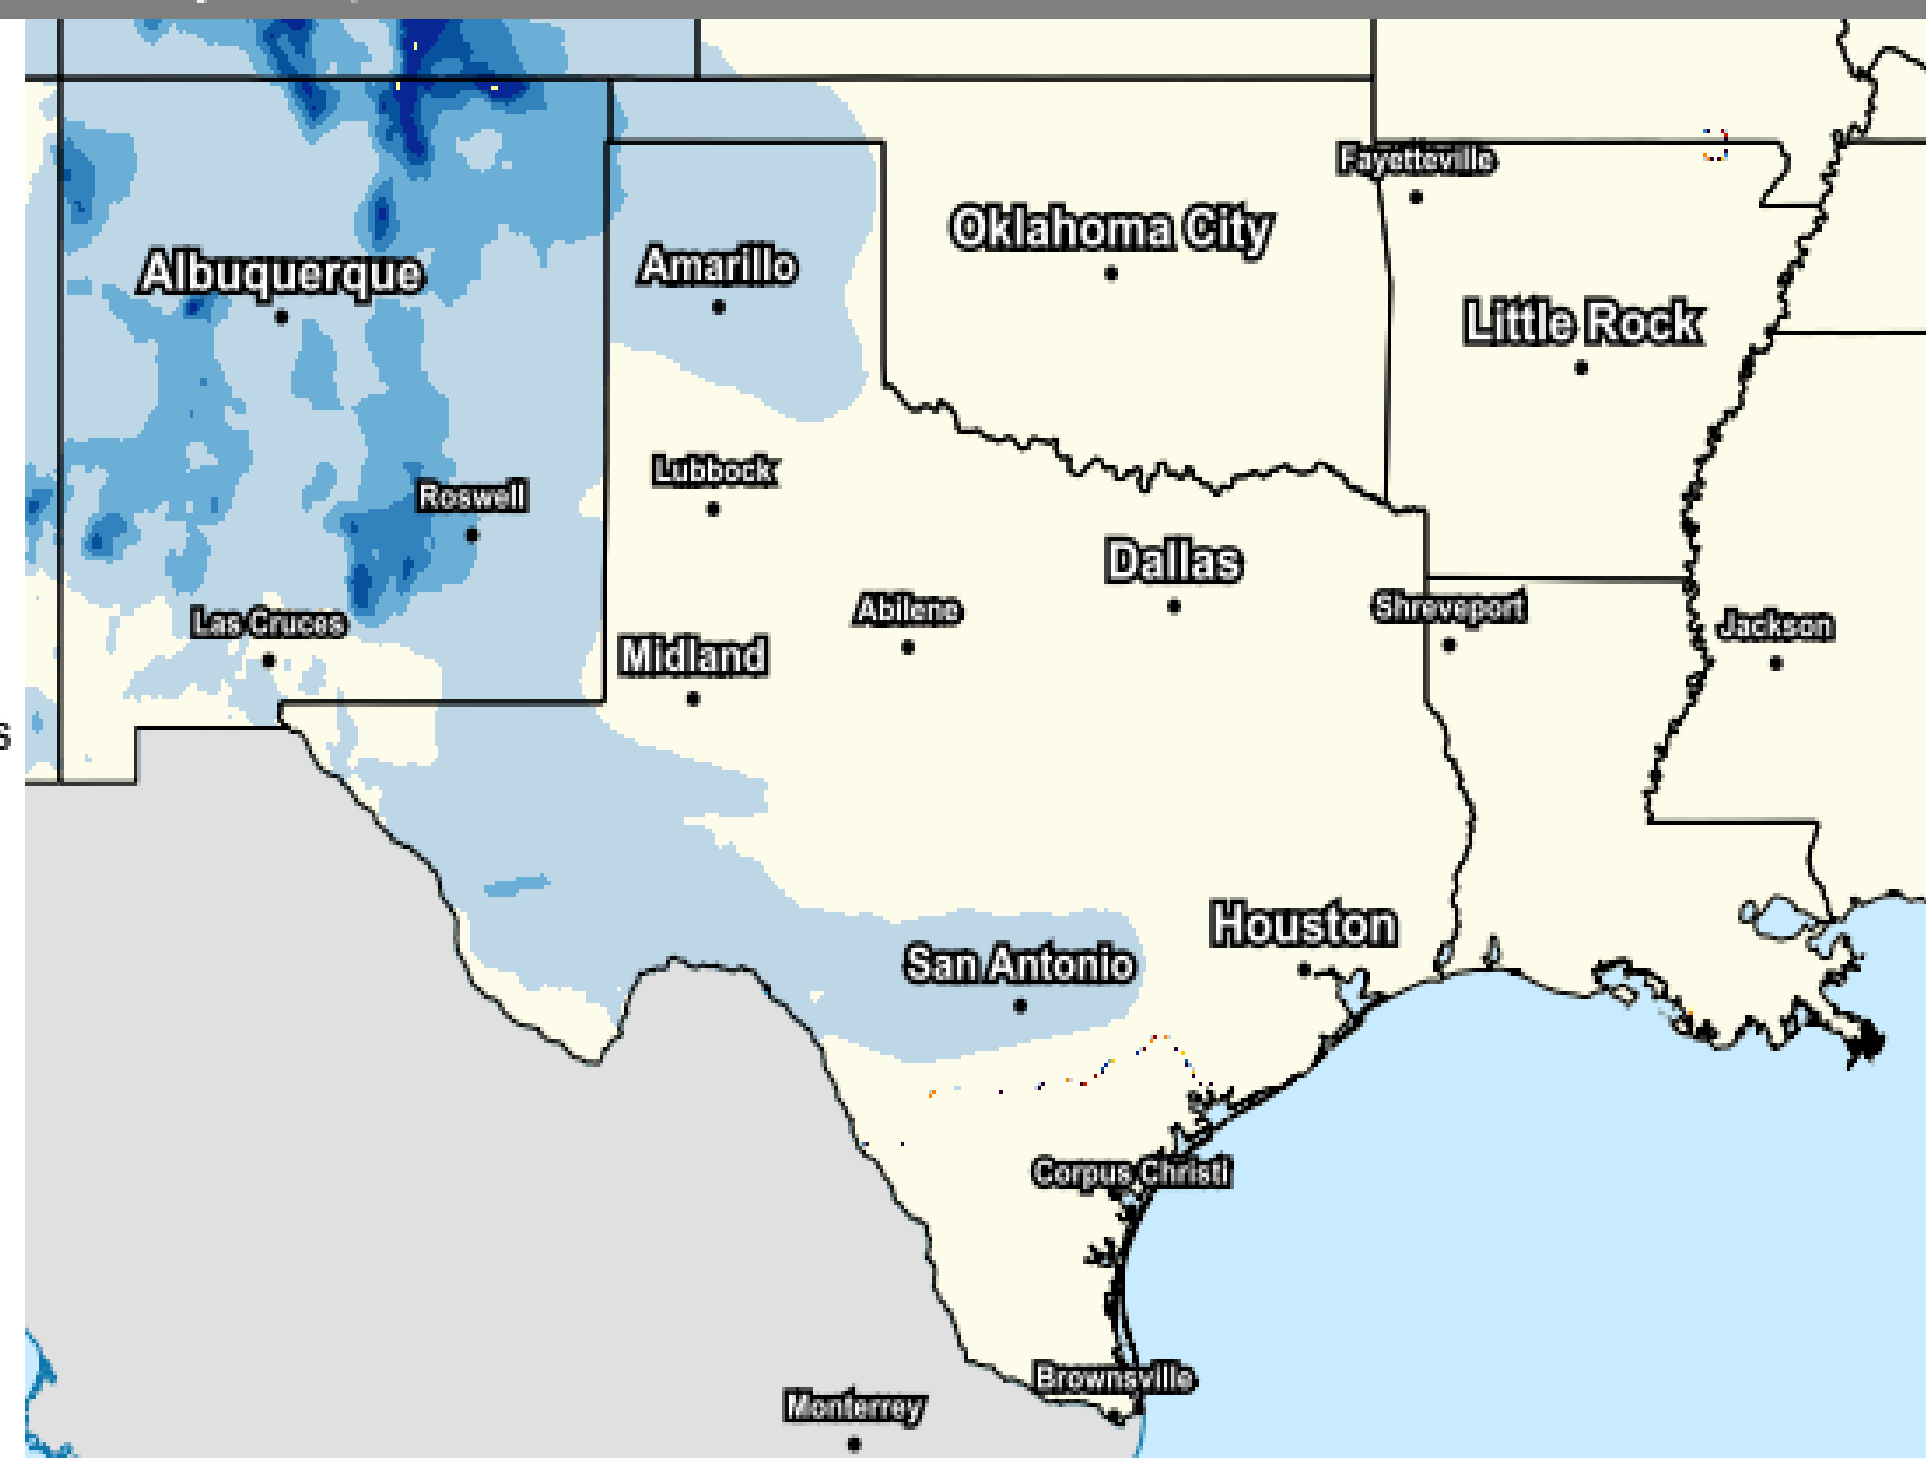 Fayetteville
Oklahoma City
Albuquerque
Amarillo
Little Rock
Lubbock
Roswell
Dallas
Abilene
Shreveport
Las Cruces
Jackson
Midland
s
Houston
San Antonio
Corpus Christi
Brownsville
Monterrey